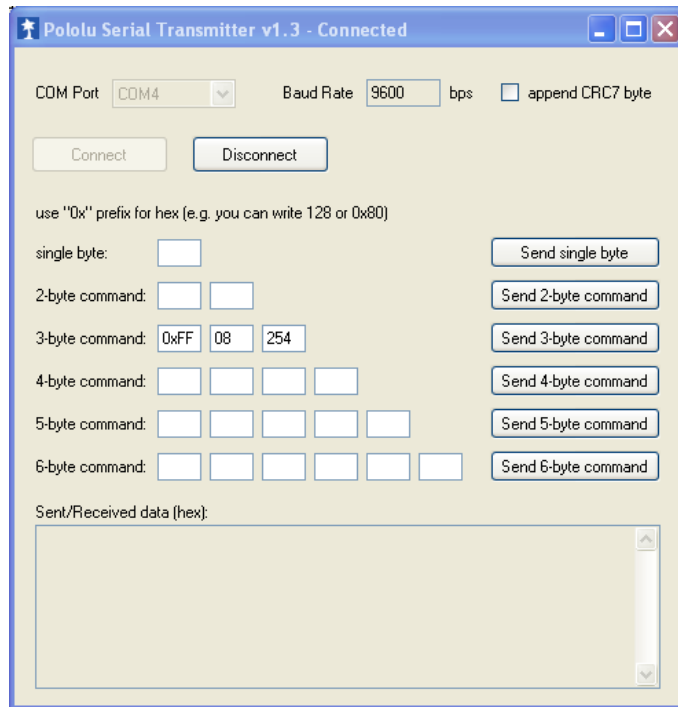 Pololu Serial Transmitter v1.3 - Connected
COM Port COM4 Baud Rate 9600 bps append CRC7 byte
Connect Disconnect
use "0x" prefix for hex (e.g. you can write 128 or 0x80)
single byte: Send single byte
2-byte command: Send 2-byte command
3-byte command: 0xFF 08 254 Send 3-byte command
4-byte command: Send 4-byte command
5-byte command: Send 5-byte command
6-byte command: Send 6-byte command
Sent/Received data (hex):